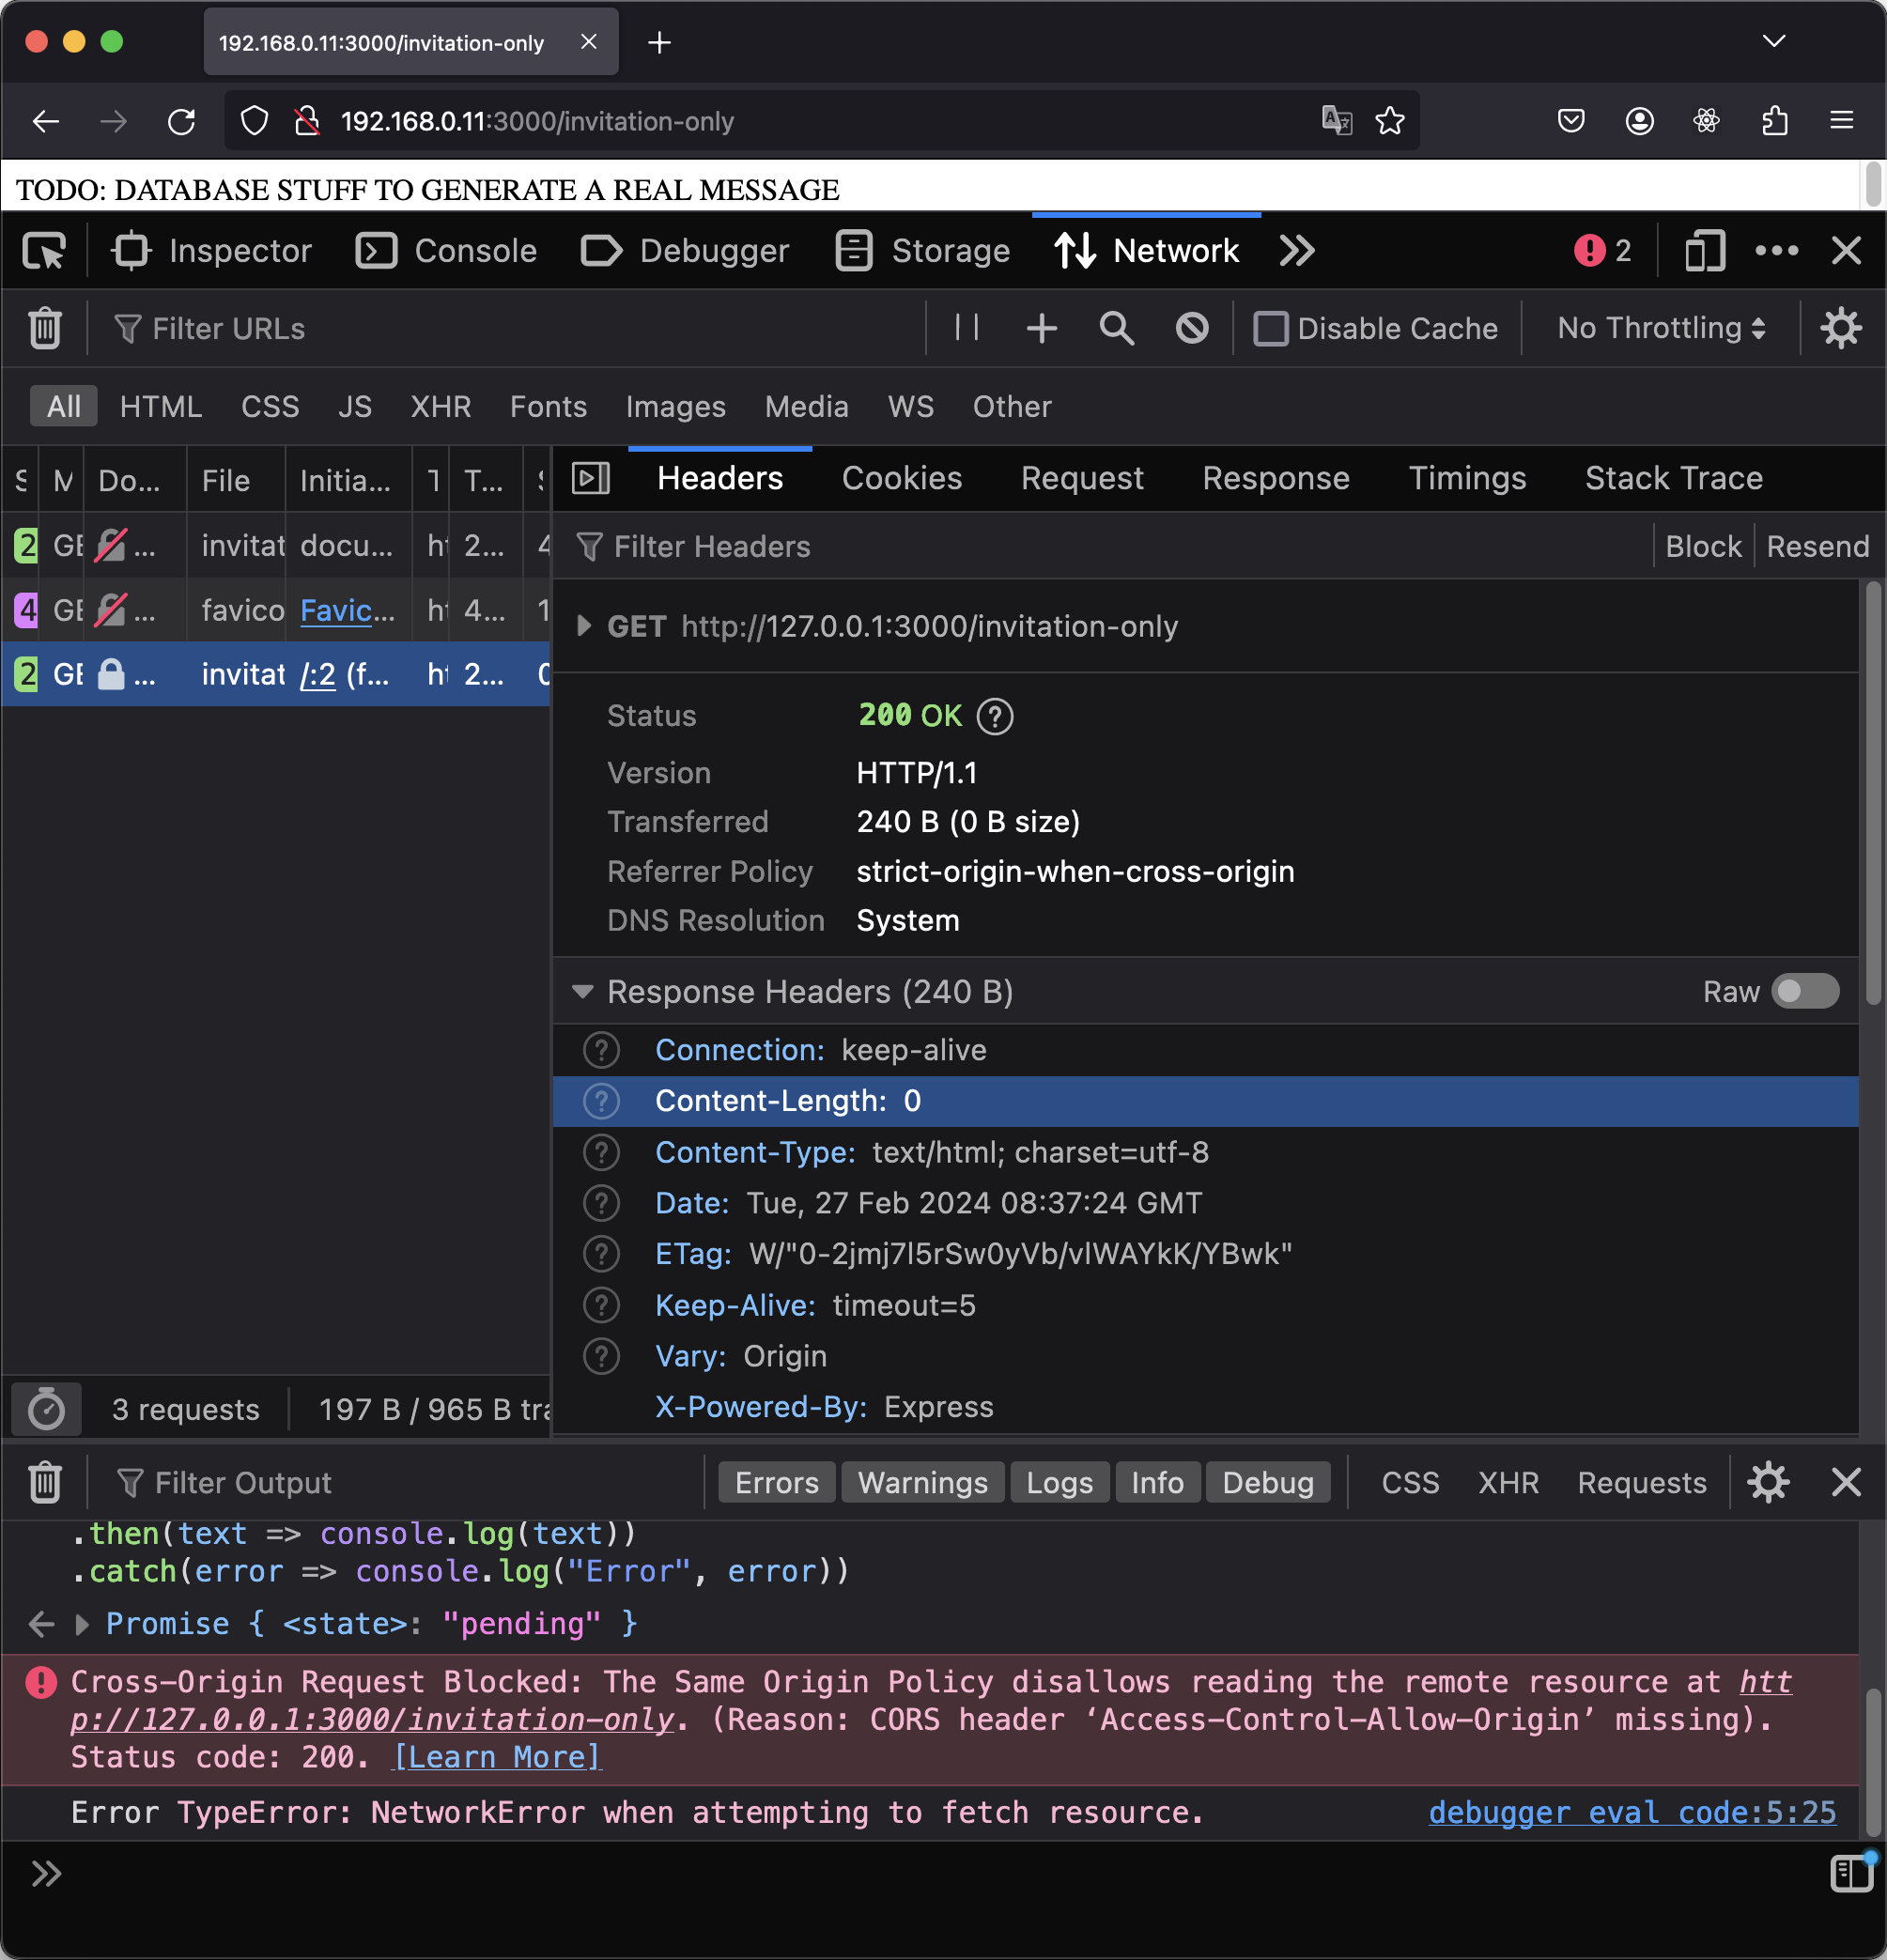 192.168.0.11:3000/invitation-only
192.168.0.11:3000/invitation-only
TODO: DATABASE STUFF TO GENERATE A REAL MESSAGE
Inspector Console Debugger Storage Network 2
Filter URLs Disable Cache No Throttling
All HTML CSS JS XHR Fonts Images Media WS Other
Do... File Initia... T...
Headers Cookies Request Response Timings Stack Trace
2 GE ... invitat docu... 2... 4
4 GE ... favico Favic... 4... 1
2 GE ... invitat /:2 (f... 2...
Filter Headers Block Resend
GET http://127.0.0.1:3000/invitation-only
Status 200 OK
Version HTTP/1.1
Transferred 240 B (0 B size)
Referrer Policy strict-origin-when-cross-origin
DNS Resolution System
Response Headers (240 B) Raw
Connection: keep-alive
Content-Length: 0
Content-Type: text/html; charset=utf-8
Date: Tue, 27 Feb 2024 08:37:24 GMT
ETag: W/"0-2jmj7l5rSw0yVb/vlWAYkK/YBwk"
Keep-Alive: timeout=5
Vary: Origin
X-Powered-By: Express
3 requests 197 B / 965 B tra
Filter Output Errors Warnings Logs Info Debug CSS XHR Requests
.then(text => console.log(text))
.catch(error => console.log("Error", error))
Promise { <state>: "pending" }
Cross-Origin Request Blocked: The Same Origin Policy disallows reading the remote resource at htt
p://127.0.0.1:3000/invitation-only. (Reason: CORS header ‘Access-Control-Allow-Origin’ missing).
Status code: 200. [Learn More]
Error TypeError: NetworkError when attempting to fetch resource. debugger eval code:5:25